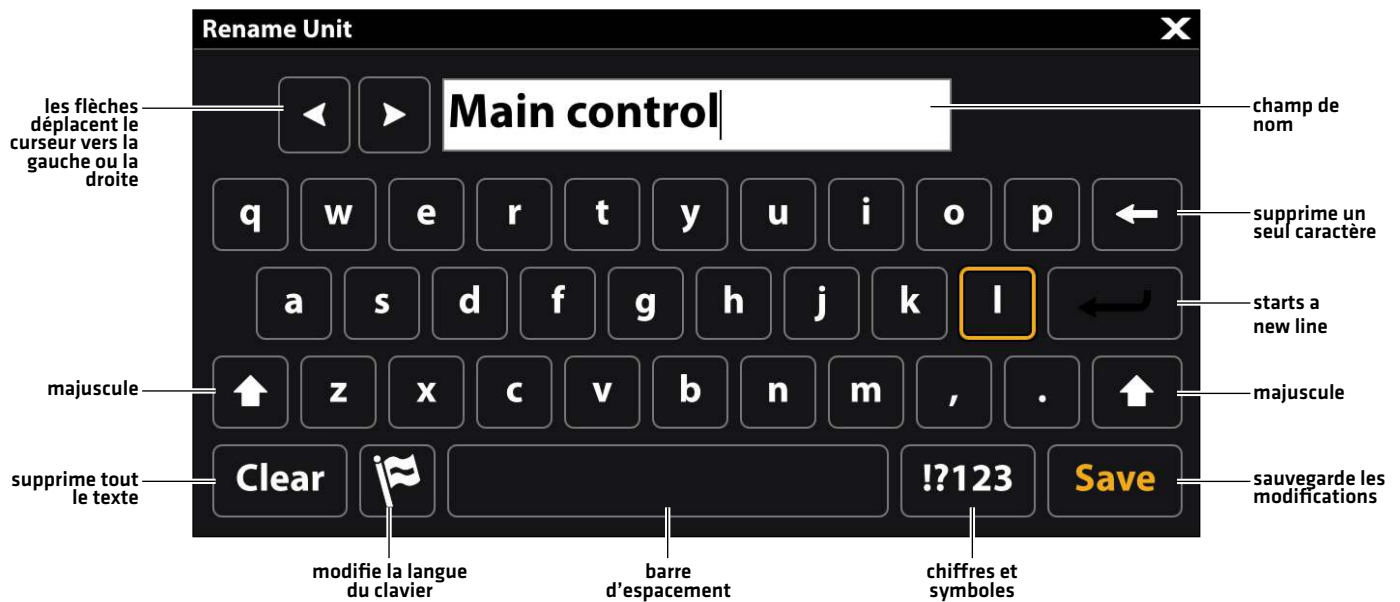 Rename Unit X
les flèches
déplacent le
curseur vers la
gauche ou la
droite
Main control
champ de
nom
q w e r t y u i o p
supprime un
seul caractère
a s d f g h j k l
starts a
new line
majuscule
z x c v b n m , .
majuscule
supprime tout
le texte
Clear !?123 Save
sauvegarde les
modifications
modifie la langue
du clavier
barre
d'espacement
chiffres et
symboles